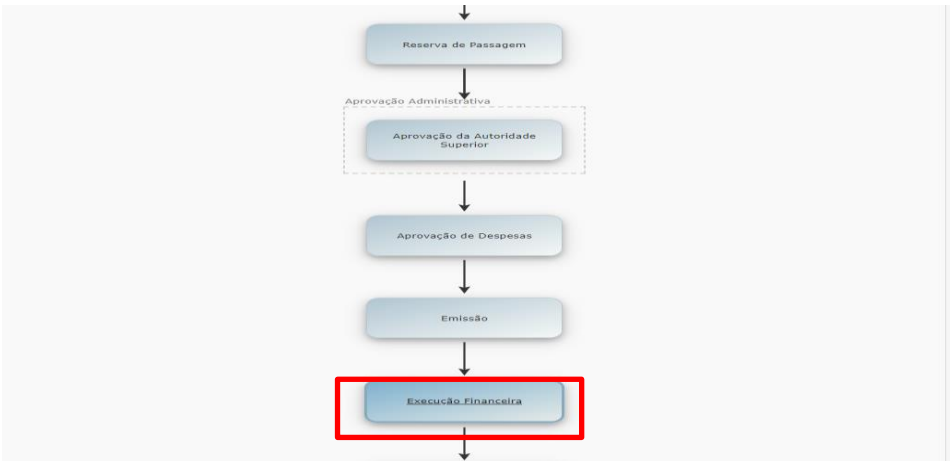 Reserva de Passagem
Aprovação Administrativa
Aprovação da Autoridade
Superior
Aprovação de Despesas
Emissão
Execução Financeira